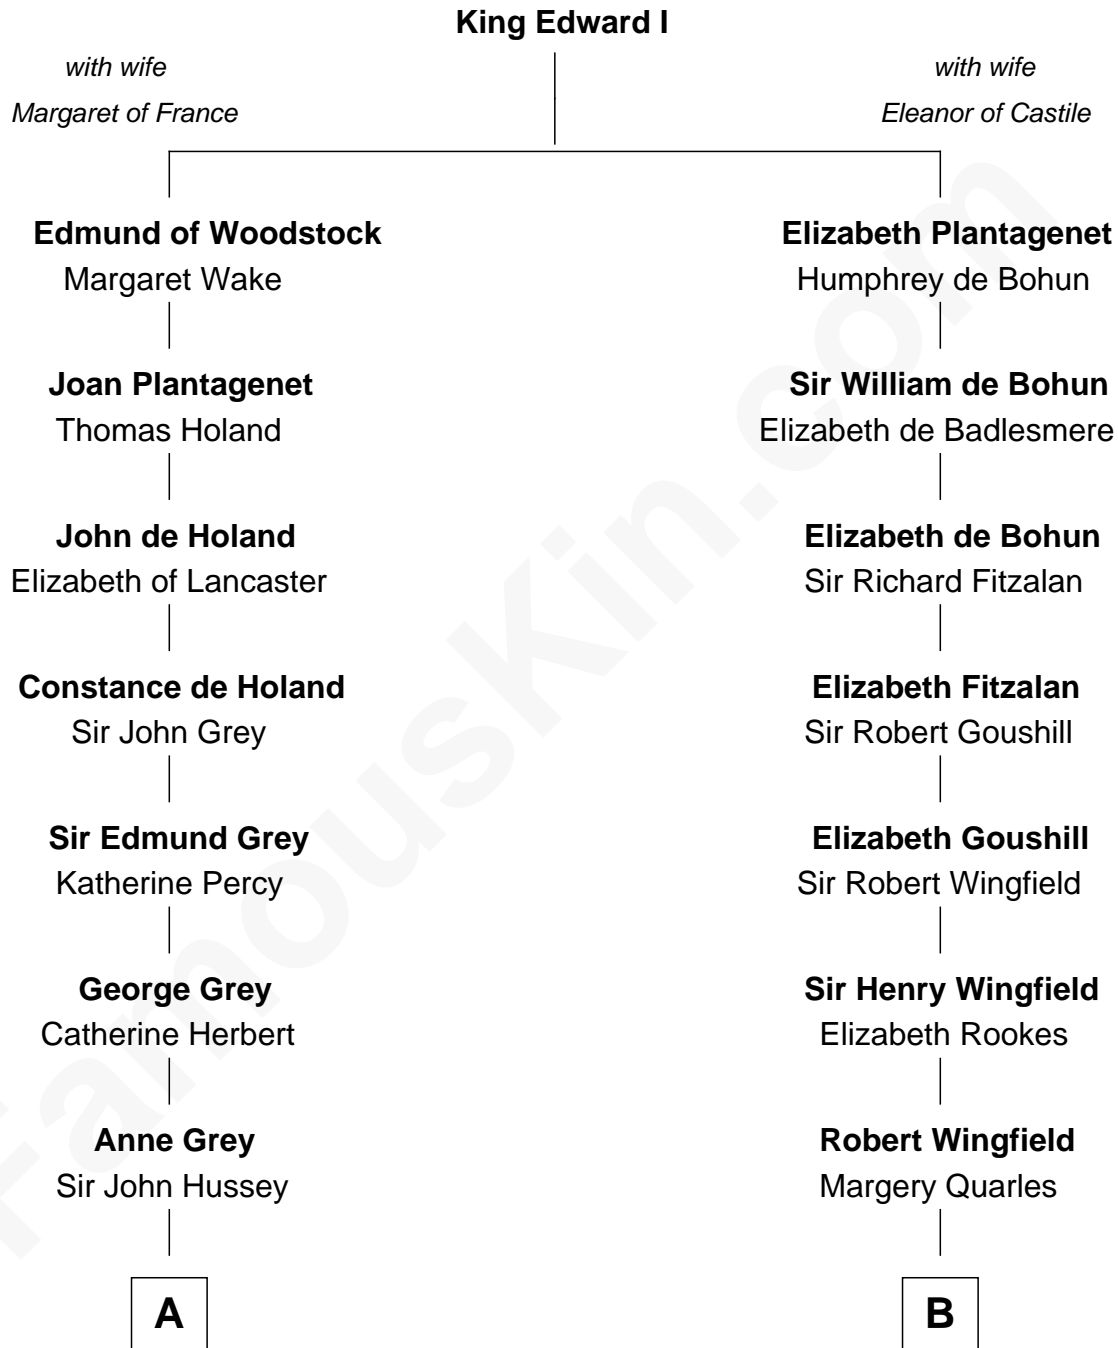 King Edward I
with wife
Margaret of France
with wife
Eleanor of Castile
Edmund of Woodstock
Margaret Wake
Elizabeth Plantagenet
Humphrey de Bohun
Joan Plantagenet
Thomas Holand
Sir William de Bohun
Elizabeth de Badlesmere
John de Holand
Elizabeth of Lancaster
Elizabeth de Bohun
Sir Richard Fitzalan
Constance de Holand
Sir John Grey
Elizabeth Fitzalan
Sir Robert Goushill
Sir Edmund Grey
Katherine Percy
Elizabeth Goushill
Sir Robert Wingfield
George Grey
Catherine Herbert
Sir Henry Wingfield
Elizabeth Rookes
Anne Grey
Sir John Hussey
Robert Wingfield
Margery Quarles
A
B
FamousKin.com